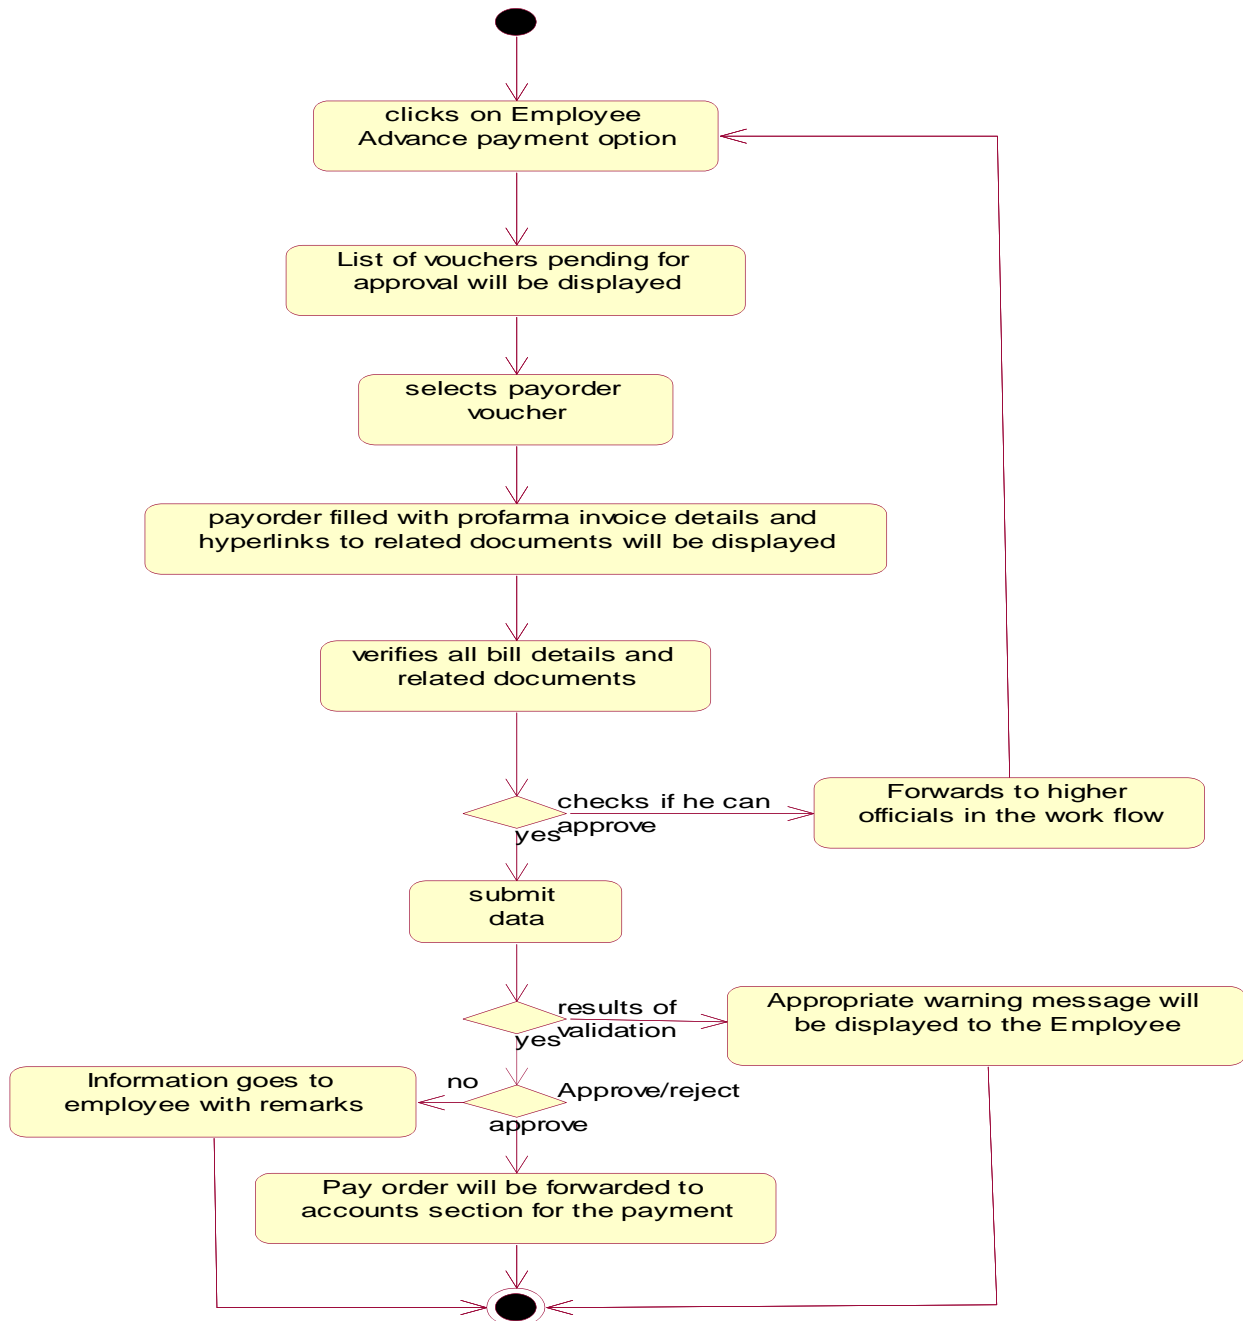 clicks on Employee
Advance payment option
List of vouchers pending for
approval will be displayed
selects payorder
voucher
payorder filled with profarma invoice details and
hyperlinks to related documents will be displayed
verifies all bill details and
related documents
checks if he can
approve
yes
Forwards to higher
officials in the work flow
submit
data
results of
validation
yes
Appropriate warning message will
be displayed to the Employee
Information goes to
employee with remarks
no
Approve/reject
approve
Pay order will be forwarded to
accounts section for the payment